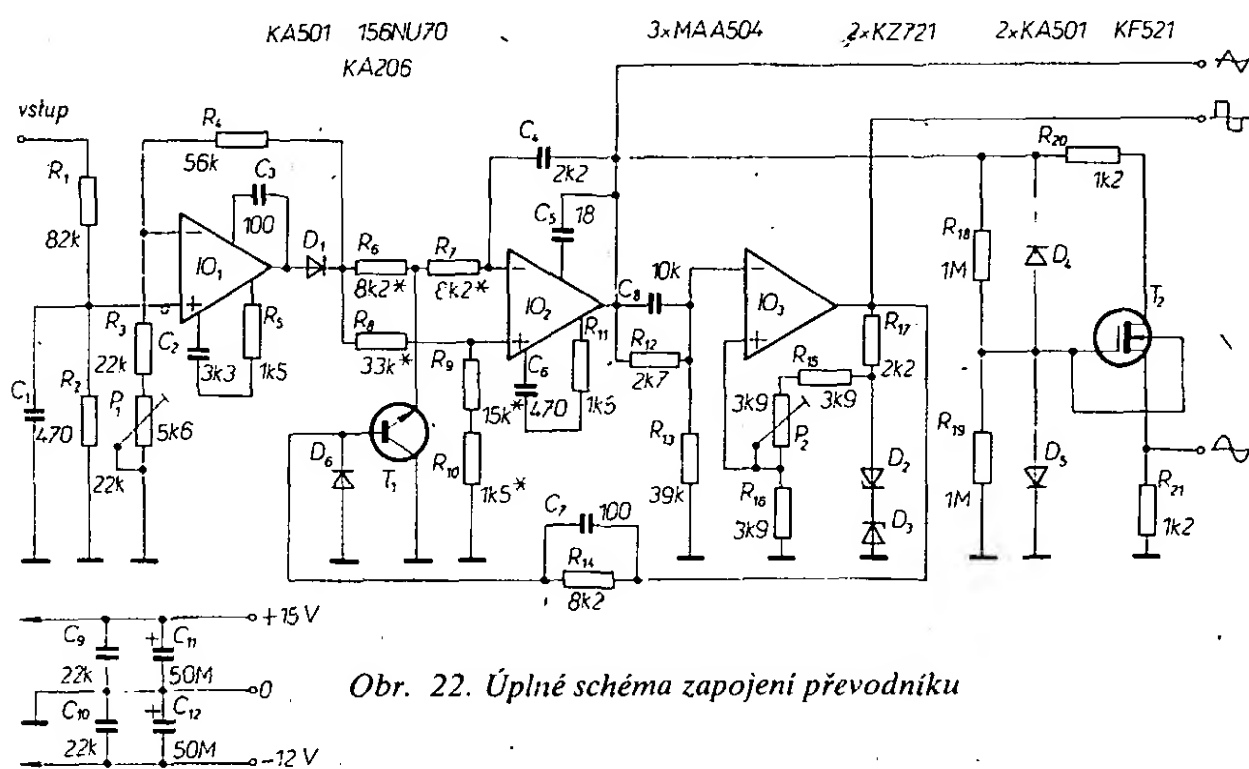 KA501 156NU70 3xMAA504 2xKZ721 2xKA501 KF521
KA206
vstup
R₄
56k
C₃
100
C₄
2k2
C₅
18
R₂₀
1k2
R₁
82k
IO₁
D₁
R₆
8k2*
R₇
8k2*
IO₂
C₈
10k
IO₃
R₁₈
1M
D₄
T₂
R₃
22k
C₂
3k3
R₅
1k5
R₈
33k*
R₉
15k*
C₆
470
R₁₁
1k5
R₁₂
2k7
R₁₅
3k9
R₁₇
2k2
C₁
470
R₂
22k
P₁
5k6
3k9
P₂
D₆
T₁
R₁₀
1k5*
R₁₃
39k
R₁₆
3k9
D₂
D₃
R₁₉
1M
D₅
R₂₁
1k2
C₇
100
R₁₄
8k2
+15V
C₉
22k
+
C₁₁
50M
0
C₁₀
22k
+
C₁₂
50M
-12V
Obr. 22. Úplné schéma zapojení převodníku